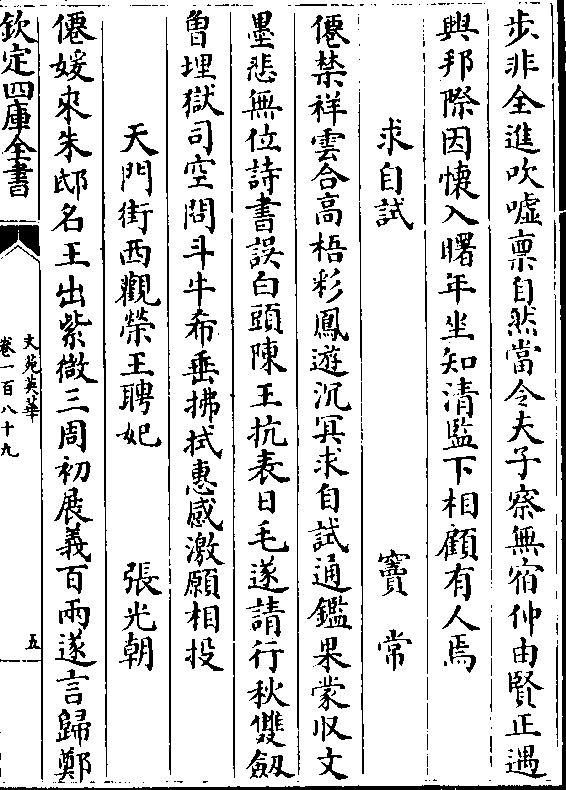 步非全進吹噓禀自然當令夫子察無宿仲由賢正遇
興邦際因懐入曙年坐知清監下相顧有人焉
求自試　　　竇常
僊禁祥雲合高梧彩鳳遊沉冥求自試通鑑果蒙收文
墨悲無位詩書誤白頭陳王抗表日毛遂請行秋雙劔
曾埋獄司空問斗牛希垂拂拭惠感激願相投
天門街西觀榮王聘妃　　　張光朝
僊媛來朱邸名王出紫微三周初展義百兩遂言歸鄭
欽定四庫全書
文苑英華
卷一百八十九
五